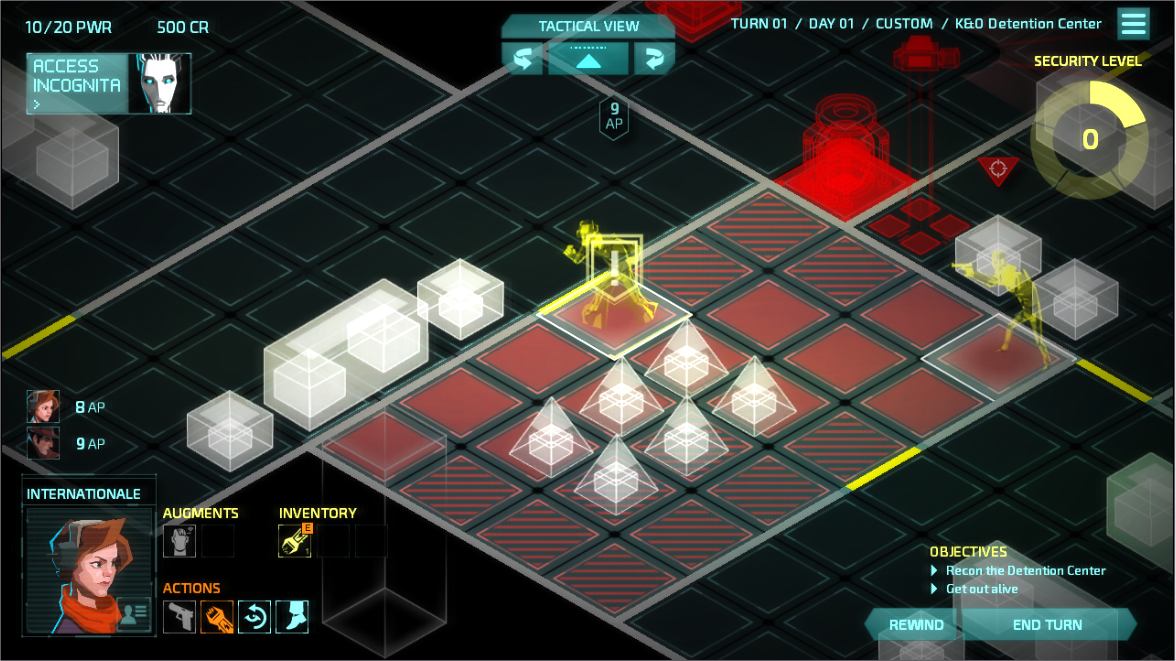 10/20 PWR 500 CR
TACTICAL VIEW
TURN 01 / DAY 01 / CUSTOM / K&O Detention Center
ACCESS
INCOGNITA
>
SECURITY LEVEL
0
9
AP
8 AP
9 AP
INTERNATIONALE
AUGMENTS
INVENTORY
E
1
ACTIONS
OBJECTIVES
Recon the Detention Center
Get out alive
REWIND
END TURN